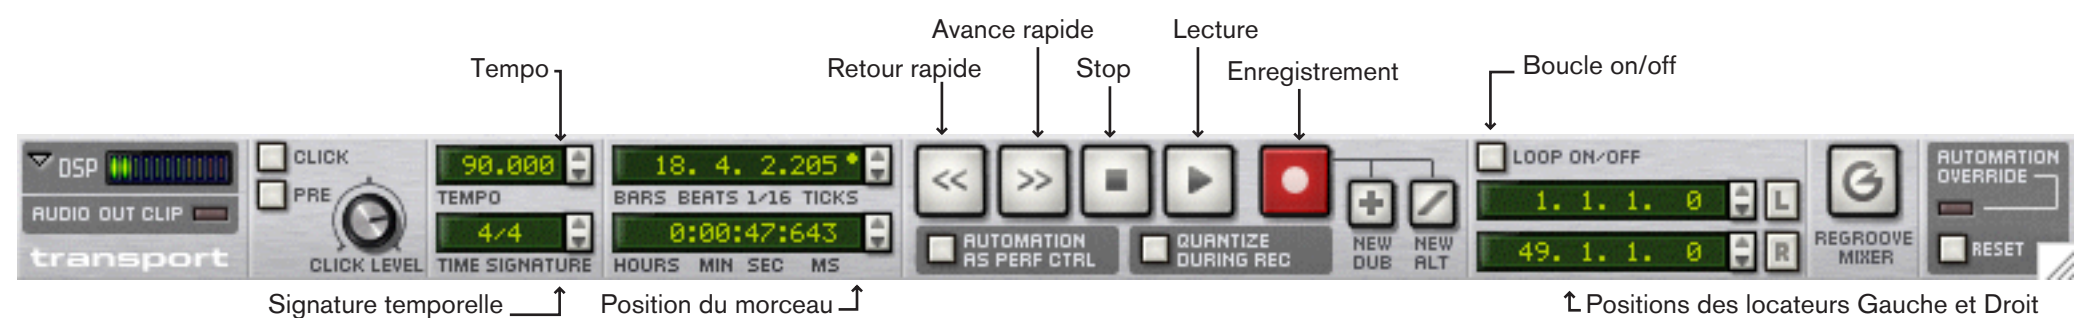 Avance rapide
Lecture
Tempo
Retour rapide
Stop
Enregistrement
Boucle on/off
DSP
AUDIO OUT CLIP
transport
CLICK
PRE
CLICK LEVEL
90.000
TEMPO
4/4
TIME SIGNATURE
18. 4. 2.205
BARS BEATS 1/16 TICKS
0:00:47:643
HOURS MIN SEC MS
<<
>>
AUTOMATION
AS PERF CTRL
QUANTIZE
DURING REC
NEW
DUB
NEW
ALT
LOOP ON/OFF
1. 1. 1. 0
L
49. 1. 1. 0
R
G
REGROOVE
MIXER
AUTOMATION
OVERRIDE
RESET
Signature temporelle
Position du morceau
Positions des locateurs Gauche et Droit